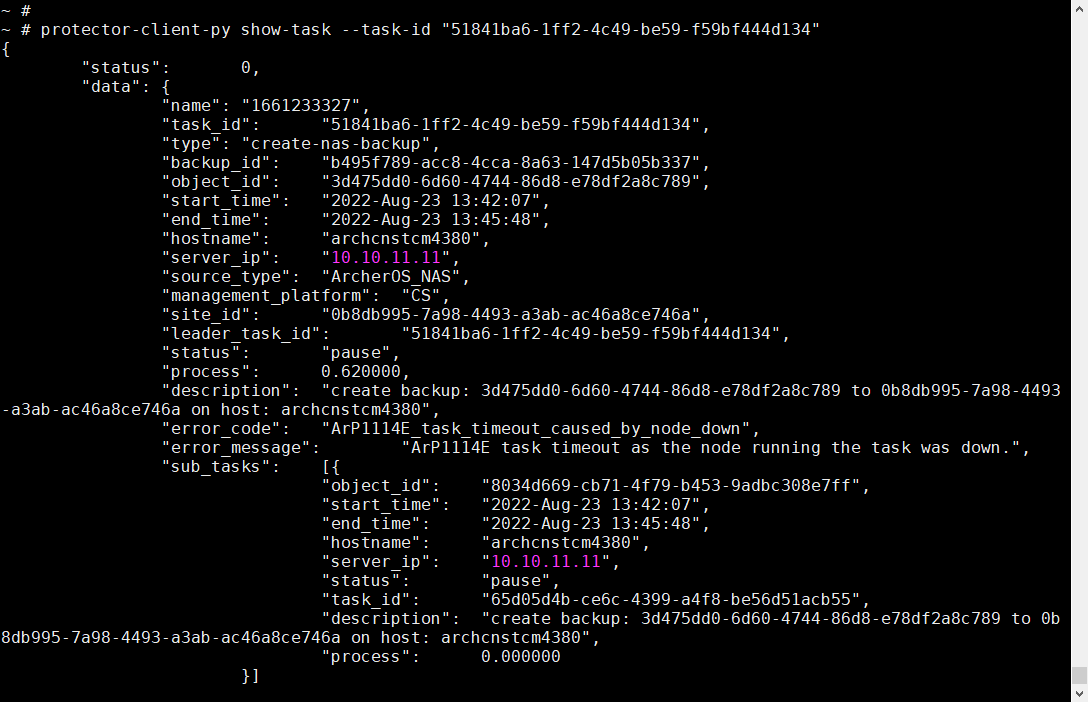 ~ #
~ # protector-client-py show-task --task-id "51841ba6-1ff2-4c49-be59-f59bf444d134"
{
        "status":       0,
        "data": {
                "name": "1661233327",
                "task_id":      "51841ba6-1ff2-4c49-be59-f59bf444d134",
                "type": "create-nas-backup",
                "backup_id":    "b495f789-acc8-4cca-8a63-147d5b05b337",
                "object_id":    "3d475dd0-6d60-4744-86d8-e78df2a8c789",
                "start_time":   "2022-Aug-23 13:42:07",
                "end_time":     "2022-Aug-23 13:45:48",
                "hostname":     "archcnstcm4380",
                "server_ip":    "10.10.11.11",
                "source_type":  "ArcherOS_NAS",
                "management_platform":  "CS",
                "site_id":      "0b8db995-7a98-4493-a3ab-ac46a8ce746a",
                "leader_task_id":       "51841ba6-1ff2-4c49-be59-f59bf444d134",
                "status":       "pause",
                "process":      0.620000,
                "description":  "create backup: 3d475dd0-6d60-4744-86d8-e78df2a8c789 to 0b8db995-7a98-4493
-a3ab-ac46a8ce746a on host: archcnstcm4380",
                "error_code":   "ArP1114E_task_timeout_caused_by_node_down",
                "error_message":        "ArP1114E task timeout as the node running the task was down.",
                "sub_tasks":    [{
                                "object_id":    "8034d669-cb71-4f79-b453-9adbc308e7ff",
                                "start_time":   "2022-Aug-23 13:42:07",
                                "end_time":     "2022-Aug-23 13:45:48",
                                "hostname":     "archcnstcm4380",
                                "server_ip":    "10.10.11.11",
                                "status":       "pause",
                                "task_id":      "65d05d4b-ce6c-4399-a4f8-be56d51acb55",
                                "description":  "create backup: 3d475dd0-6d60-4744-86d8-e78df2a8c789 to 0b
8db995-7a98-4493-a3ab-ac46a8ce746a on host: archcnstcm4380",
                                "process":      0.000000
                        }]